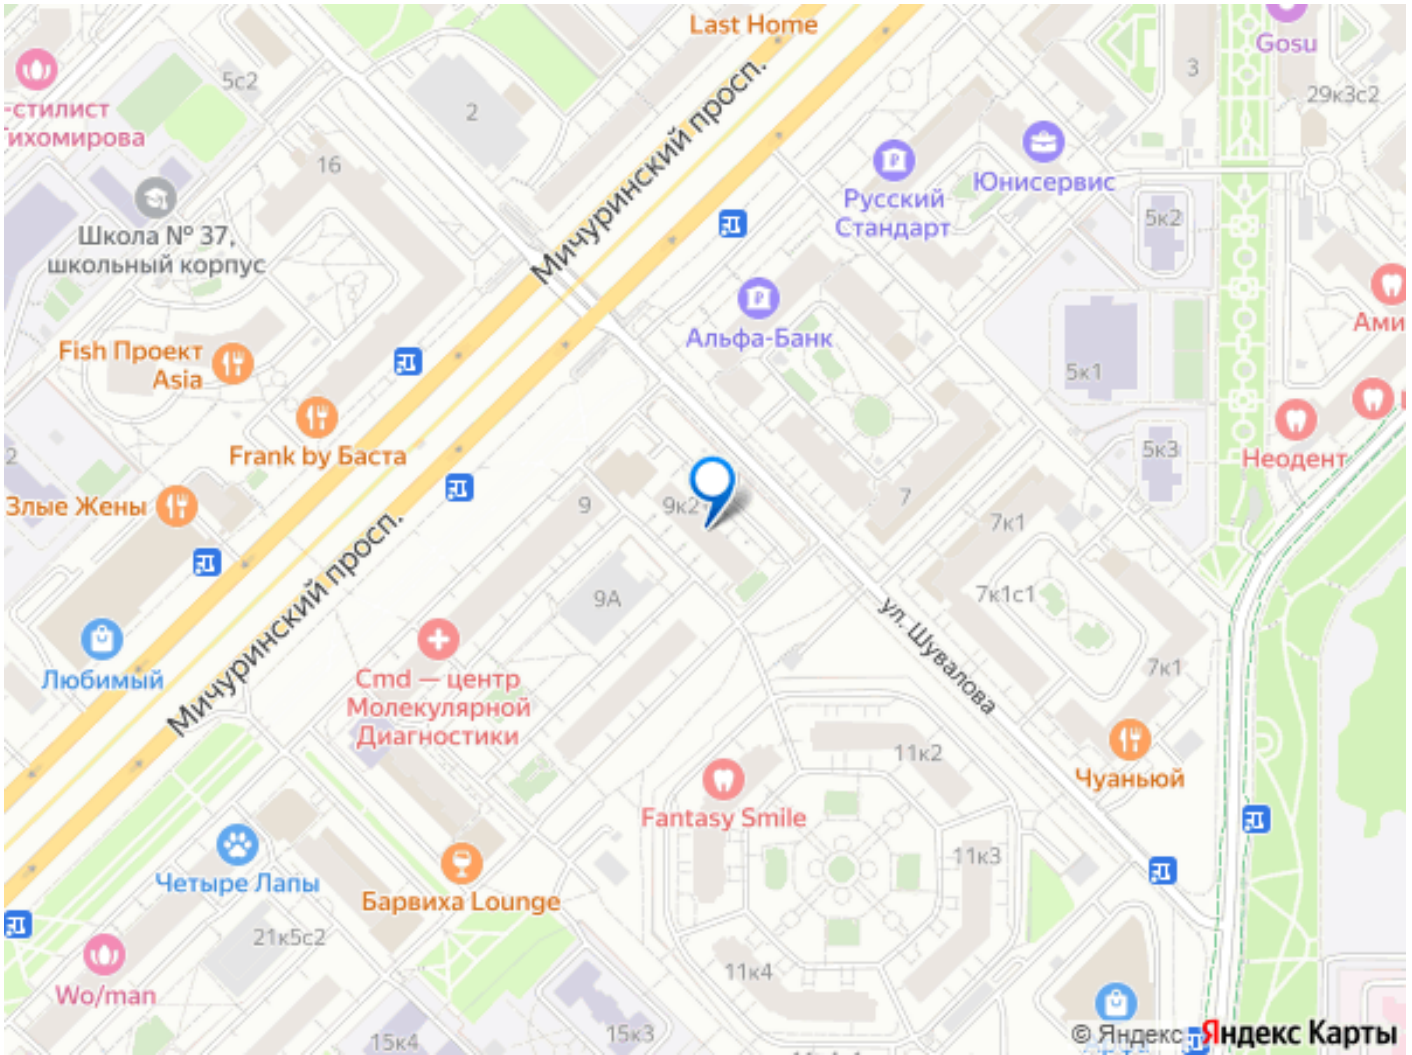 Last Home
Gosu
5с2
3
29к3с2
-стилист
ихомирова
2
16
Мичуринский просп.
Юнисервис
Русский
Стандарт
5к2
Школа № 37,
школьный корпус
Альфа-Банк
Ами
Fish Проект
Asia
5к1
Frank by Баста
5к3
Неодент
2
Злые Жены
9
9к2
7
7к1
Мичуринский просп.
9А
7к1с1
ул. Шувалова
Любимый
Cmd — центр
Молекулярной
Диагностики
7к1
11к2
Чуаньюй
Fantasy Smile
11к3
Четыре Лапы
Барвиха Lounge
21к5с2
11к4
Wo/man
15к4
15к3
© Яндекс
Яндекс Карты